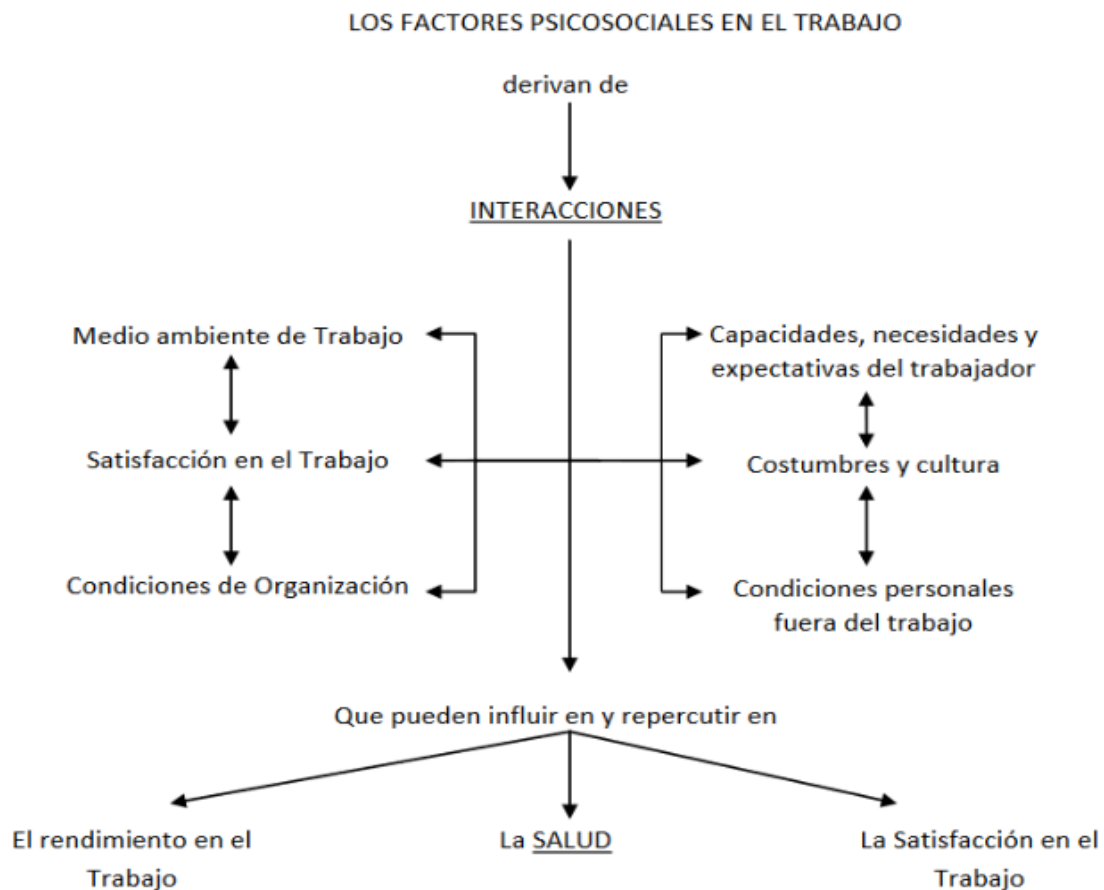 LOS FACTORES PSICOSOCIALES EN EL TRABAJO
derivan de
INTERACCIONES
Medio ambiente de Trabajo
Satisfacción en el Trabajo
Condiciones de Organización
Capacidades, necesidades y
expectativas del trabajador
Costumbres y cultura
Condiciones personales
fuera del trabajo
Que pueden influir en y repercutir en
El rendimiento en el
Trabajo
La SALUD
La Satisfacción en el
Trabajo